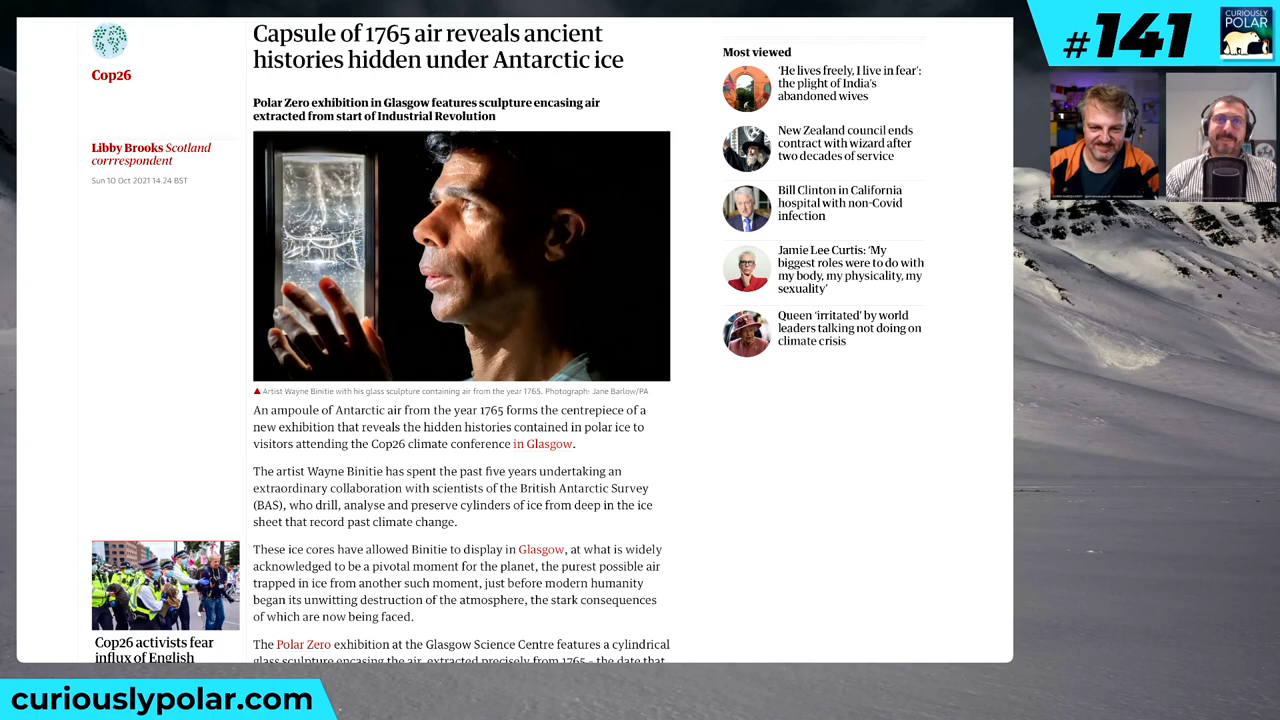 Cop26
Libby Brooks Scotland
corrrespondent
Sun 10 Oct 2021 14.24 BST
Cop26 activists fear
influx of English
Capsule of 1765 air reveals ancient
histories hidden under Antarctic ice
Polar Zero exhibition in Glasgow features sculpture encasing air
extracted from start of Industrial Revolution
Artist Wayne Binitie with his glass sculpture containing air from the year 1765. Photograph: Jane Barlow/PA
An ampoule of Antarctic air from the year 1765 forms the centrepiece of a
new exhibition that reveals the hidden histories contained in polar ice to
visitors attending the Cop26 climate conference in Glasgow.
The artist Wayne Binitie has spent the past five years undertaking an
extraordinary collaboration with scientists of the British Antarctic Survey
(BAS), who drill, analyse and preserve cylinders of ice from deep in the ice
sheet that record past climate change.
These ice cores have allowed Binitie to display in Glasgow, at what is widely
acknowledged to be a pivotal moment for the planet, the purest possible air
trapped in ice from another such moment, just before modern humanity
began its unwitting destruction of the atmosphere, the stark consequences
of which are now being faced.
The Polar Zero exhibition at the Glasgow Science Centre features a cylindrical
glass sculpture encasing the air, extracted precisely from 1765 – the date that
Most viewed
‘He lives freely, I live in fear’:
the plight of India’s
abandoned wives
New Zealand council ends
contract with wizard after
two decades of service
Bill Clinton in California
hospital with non-Covid
infection
Jamie Lee Curtis: ‘My
biggest roles were to do with
my body, my physicality, my
sexuality’
Queen ‘irritated’ by world
leaders talking not doing on
climate crisis
#141
CURIOUSLY
POLAR
curiouslypolar.com